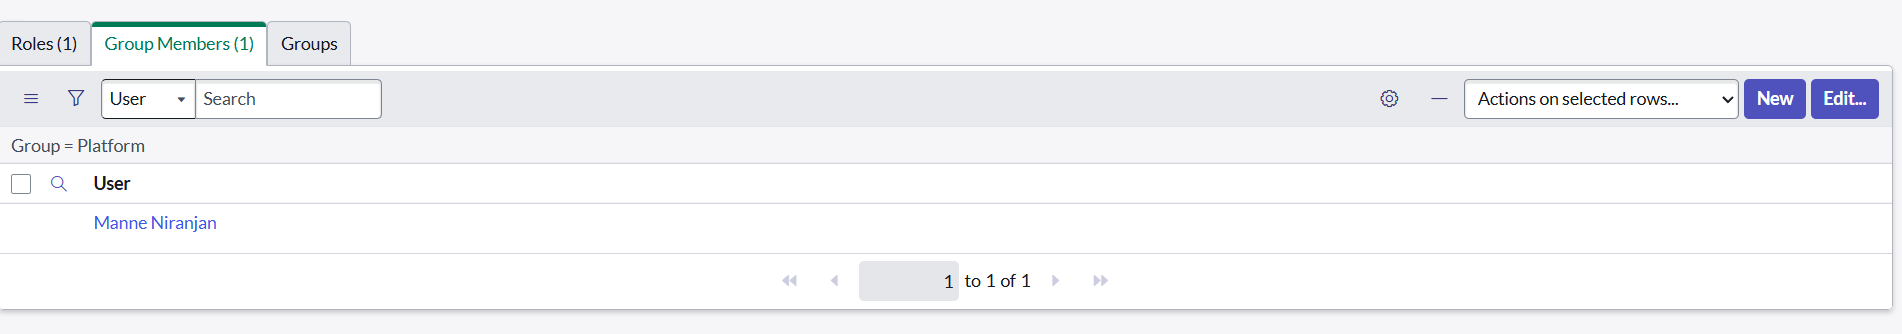 Roles (1) Group Members (1) Groups
User Search Actions on selected rows... New Edit...
Group = Platform
User
Manne Niranjan
1 to 1 of 1